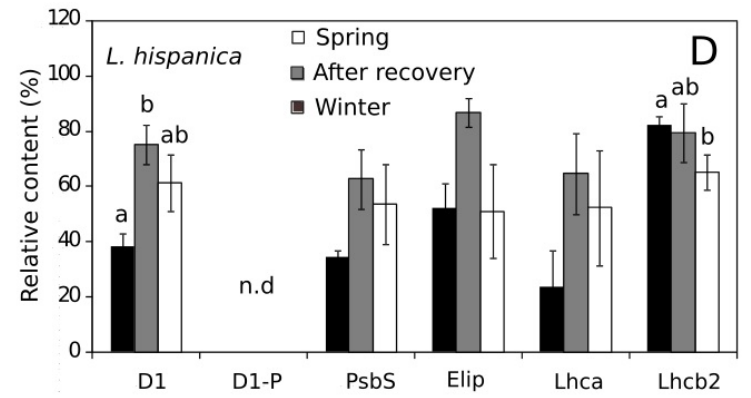 120
100
80
60
40
20
0
Relative content (%)
L. hispanica
Spring
After recovery
Winter
D
a
b
ab
n.d
a
ab
b
D1 D1-P PsbS Elip Lhca Lhcb2